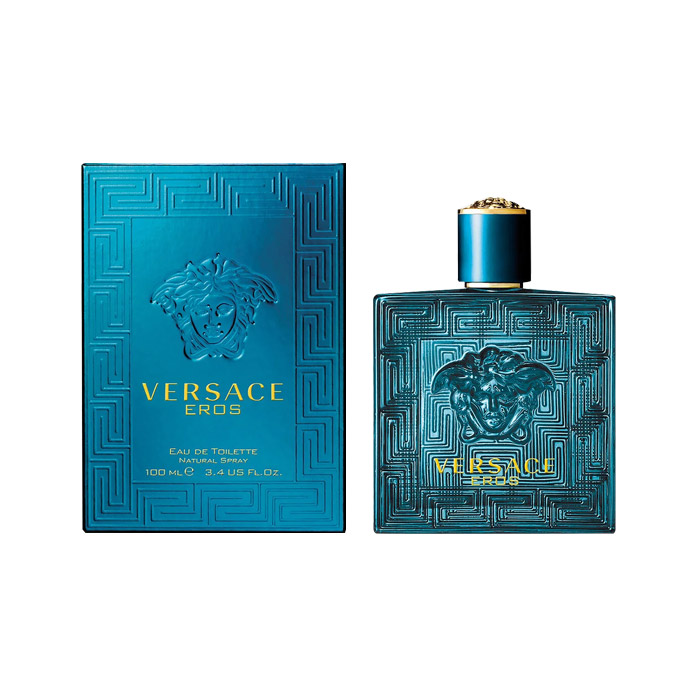 VERSACE
EROS
EAU DE TOILETTE
NATURAL SPRAY
100 ML℮ 3.4 US FL.OZ.
VERSACE
EROS